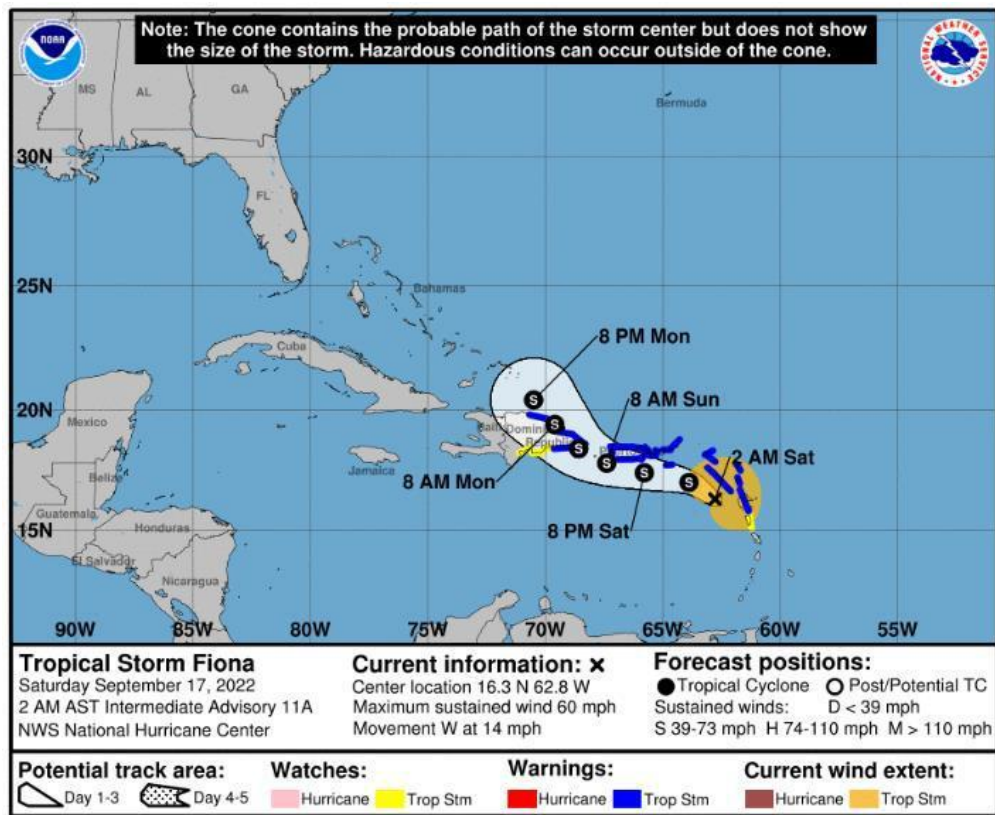 Note: The cone contains the probable path of the storm center but does not show
the size of the storm. Hazardous conditions can occur outside of the cone.
NOAA
NATIONAL WEATHER SERVICE
MS
AL
GA
Bermuda
30N
FL
25N
Bahamas
8 PM Mon
Cuba
8 AM Sun
20N
Mexico
Haiti
Dominican
Republic
2 AM Sat
Jamaica
8 AM Mon
Belize
8 PM Sat
Guatemala
Honduras
15N
El Salvador
Nicaragua
90W 85W 80W 75W 70W 65W 60W 55W
S S S S S S S
Tropical Storm Fiona
Saturday September 17, 2022
2 AM AST Intermediate Advisory 11A
NWS National Hurricane Center
Current information: x
Center location 16.3 N 62.8 W
Maximum sustained wind 60 mph
Movement W at 14 mph
Forecast positions:
Tropical Cyclone Post/Potential TC
Sustained winds: D < 39 mph
S 39-73 mph H 74-110 mph M > 110 mph
Potential track area:
Day 1-3 Day 4-5
Watches:
Hurricane Trop Stm
Warnings:
Hurricane Trop Stm
Current wind extent:
Hurricane Trop Stm